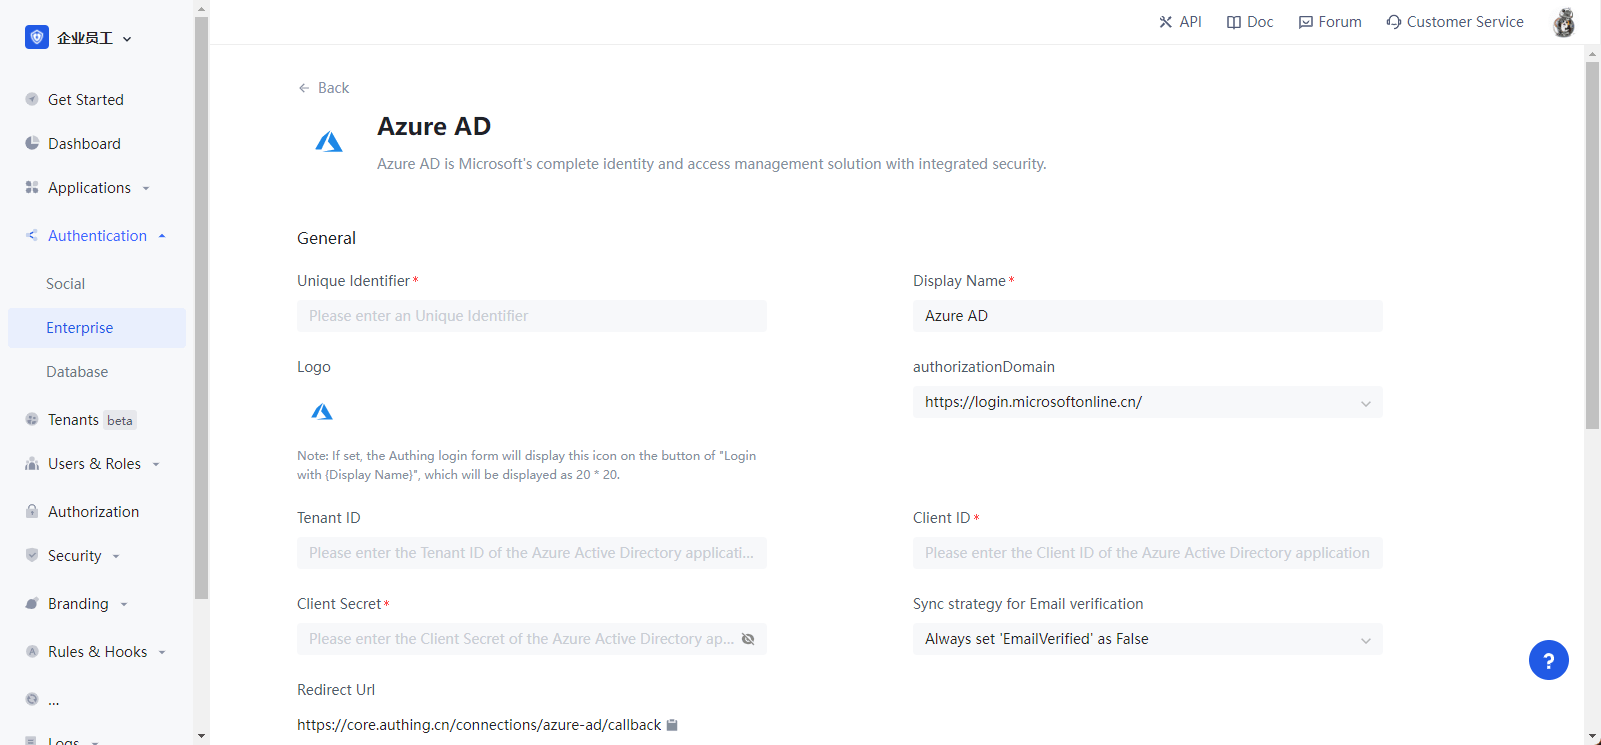 企业员工
API
Doc
Forum
Customer Service
Get Started
Dashboard
Applications
Authentication
Social
Enterprise
Database
Tenants beta
Users & Roles
Authorization
Security
Branding
Rules & Hooks
...
Logs
Back
Azure AD
Azure AD is Microsoft's complete identity and access management solution with integrated security.
General
Unique Identifier*
Please enter an Unique Identifier
Display Name*
Azure AD
Logo
Note: If set, the Authing login form will display this icon on the button of "Login
with {Display Name}", which will be displayed as 20 * 20.
authorizationDomain
https://login.microsoftonline.cn/
Tenant ID
Please enter the Tenant ID of the Azure Active Directory applicati...
Client ID*
Please enter the Client ID of the Azure Active Directory application
Client Secret*
Please enter the Client Secret of the Azure Active Directory ap...
Sync strategy for Email verification
Always set 'EmailVerified' as False
Redirect Url
https://core.authing.cn/connections/azure-ad/callback
?